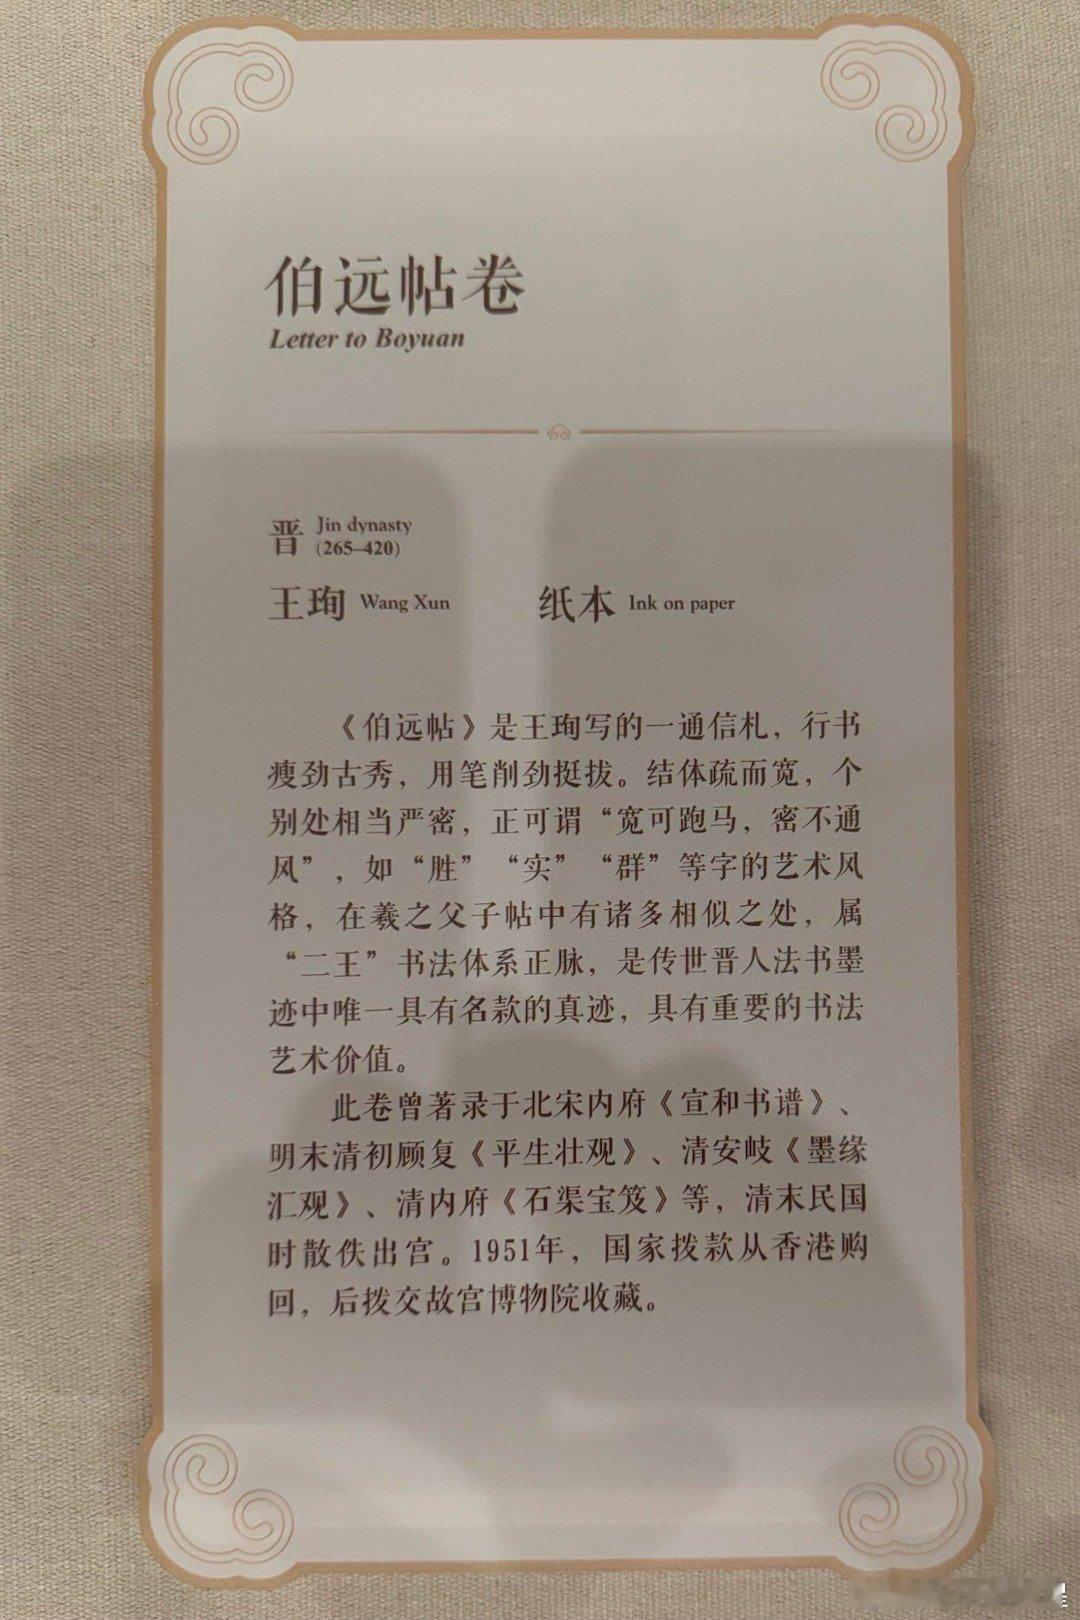 伯远帖卷
Letter to Boyuan
晋 Jin dynasty
(265–420)
王珣 Wang Xun 纸本 Ink on paper
《伯远帖》是王珣写的一通信札，行书
瘦劲古秀，用笔削劲挺拔。结体疏而宽，个
别处相当严密，正可谓“宽可跑马，密不通
风”，如“胜”“实”“群”等字的艺术风
格，在羲之父子帖中有诸多相似之处，属
“二王”书法体系正脉，是传世晋人法书墨
迹中唯一具有名款的真迹，具有重要的书法
艺术价值。
此卷曾著录于北宋内府《宣和书谱》、
明末清初顾复《平生壮观》、清安岐《墨缘
汇观》、清内府《石渠宝笈》等，清末民国
时散佚出宫。1951年，国家拨款从香港购
回，后拨交故宫博物院收藏。